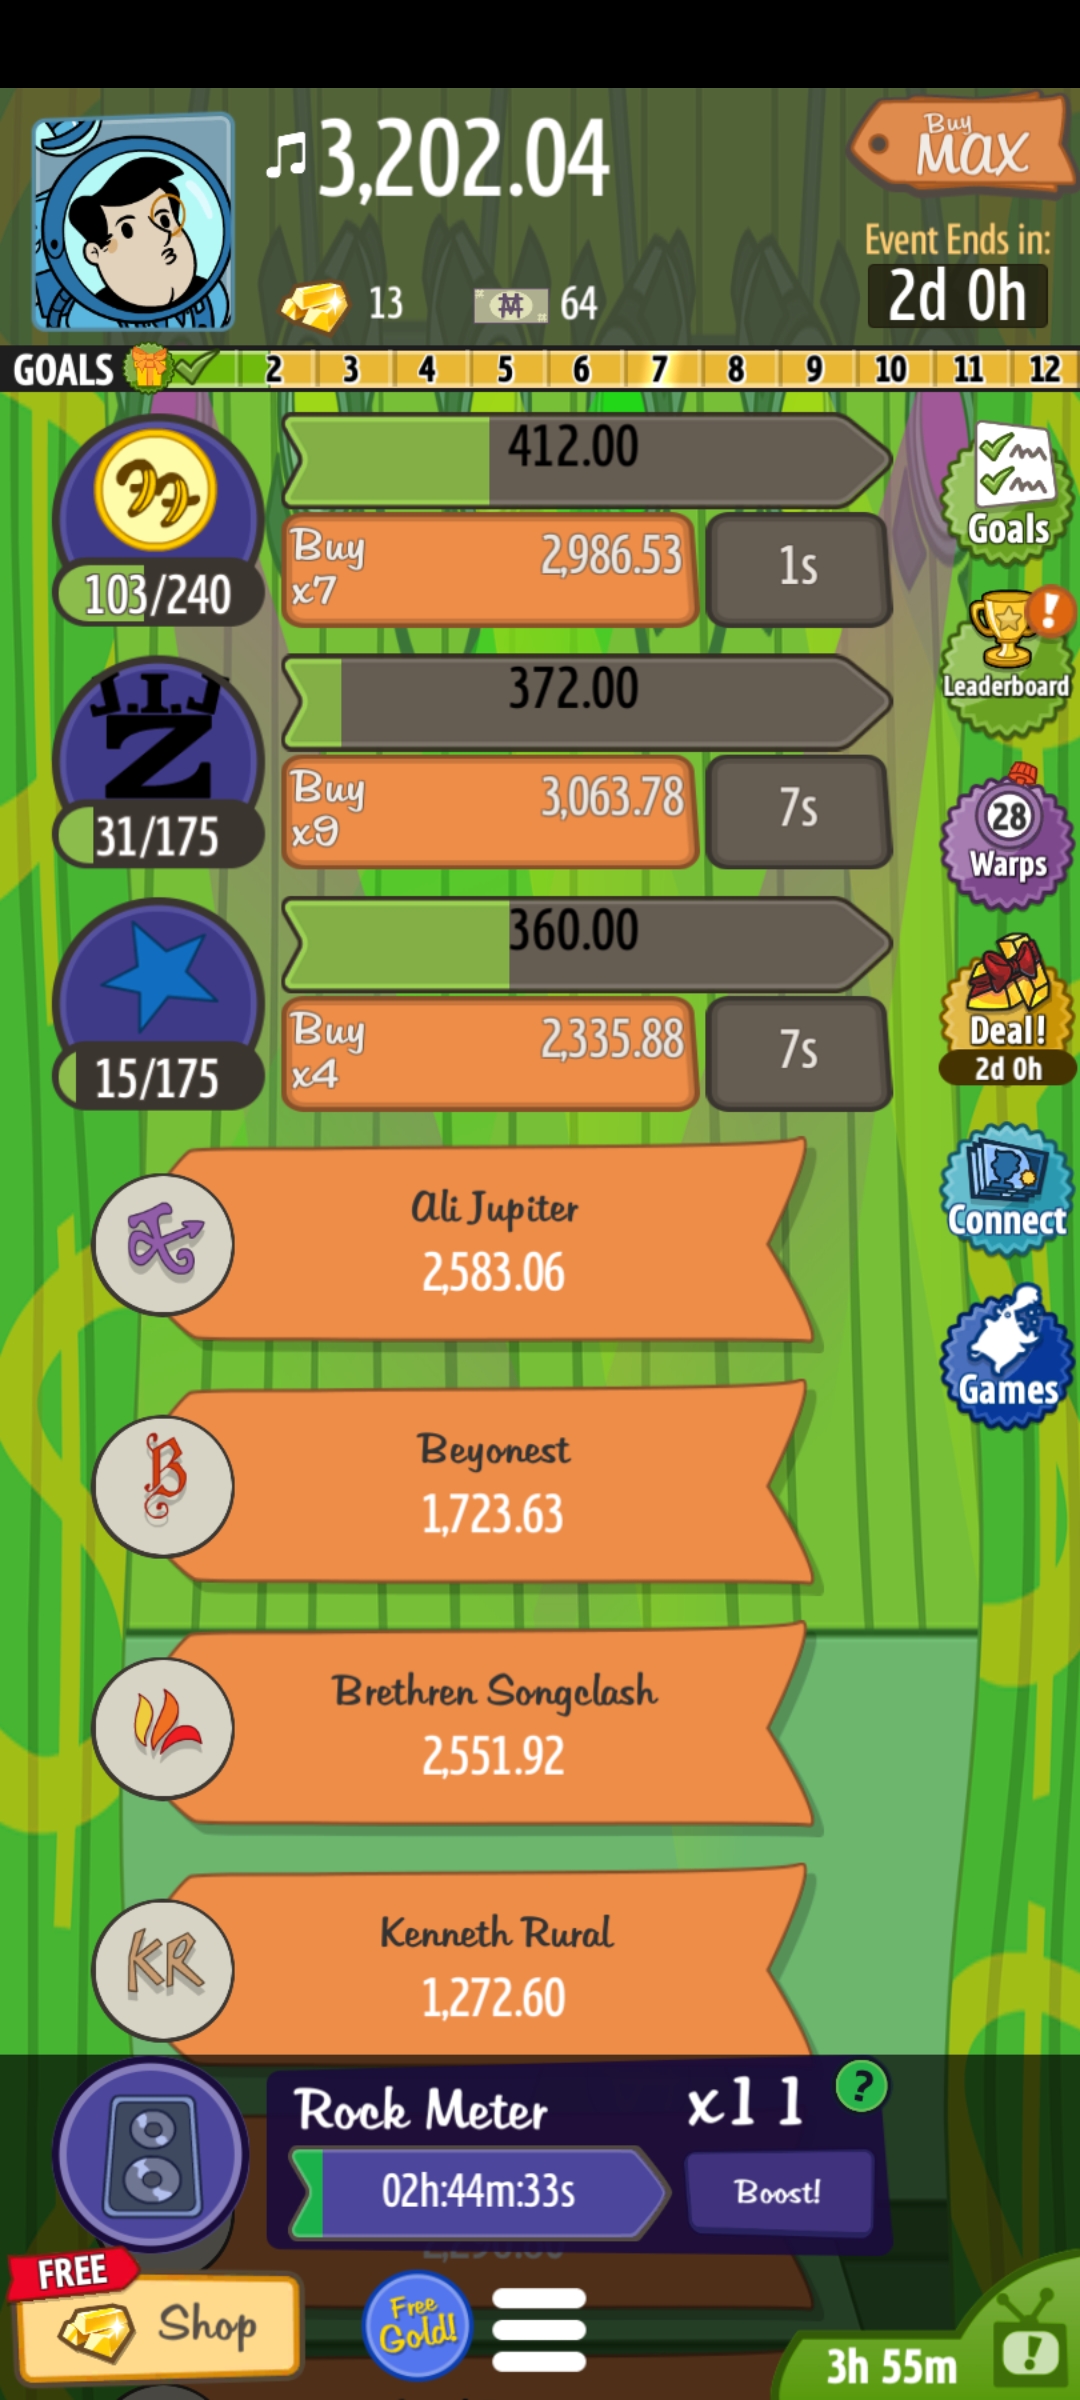 3,202.04
Buy
MAX
Event Ends in:
2d 0h
13
64
GOALS 2 3 4 5 6 7 8 9 10 11 12
412.00
Buy
x7
2,986.53
1s
103/240
Goals
J.I.J
Z
372.00
Buy
x9
3,063.78
7s
31/175
Leaderboard
28
Warps
360.00
Buy
x4
2,335.88
7s
15/175
Deal!
2d 0h
Ali Jupiter
2,583.06
Connect
B
Beyonest
1,723.63
Games
Brethren Songclash
2,551.92
KR
Kenneth Rural
1,272.60
Rock Meter
x11
?
02h:44m:33s
Boost!
FREE
Shop
Free
Gold!
3h 55m